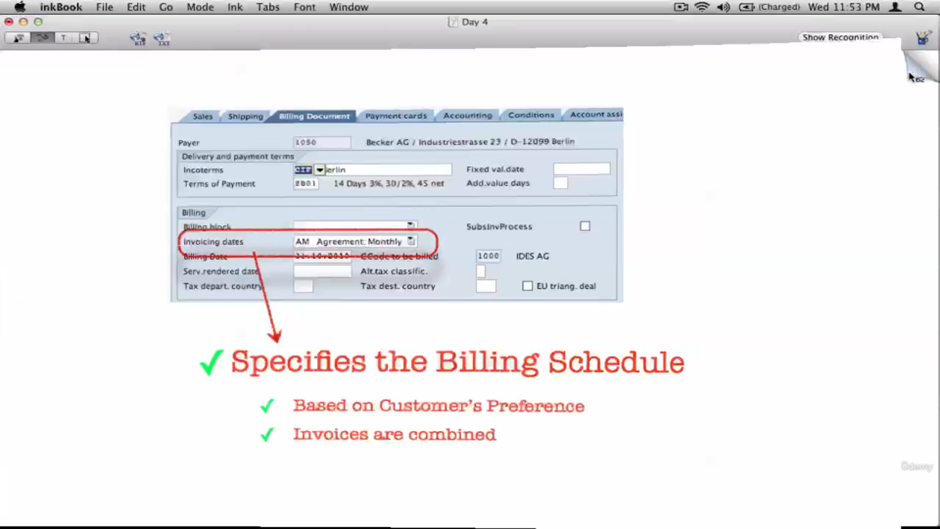 inkBook File Edit Go Mode Ink Tabs Font Window (Charged) Wed 11:53 PM
Day 4
T Show Recognition
Sales Shipping Billing Document Payment cards Accounting Conditions Account assi
Payer 1050 Becker AG / Industriestrasse 23 / D-12099 Berlin
Delivery and payment terms
Incoterms CIF erlin Fixed val.date
Terms of Payment ZB01 14 Days 3%, 30/2%, 45 net Add.value days
Billing
Billing block SubsInvProcess
Invoicing dates AM Agreement: Monthly
Billing Date CCode to be billed 1000 IDES AG
Serv.rendered date Alt.tax classific.
Tax depart. country Tax dest. country EU triang. deal
Specifies the Billing Schedule
Based on Customer's Preference
Invoices are combined
Udemy